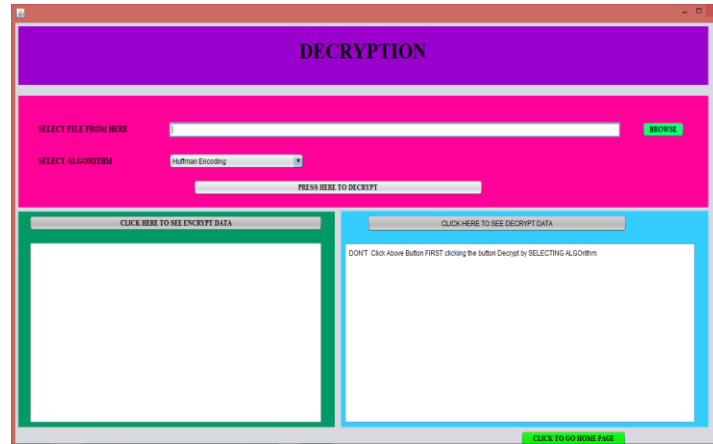 DECRYPTION
SELECT FILE FROM HERE
BROWSE
SELECT ALGORITHM
Huffman Encoding
PRESS HERE TO DECRYPT
CLICK HERE TO SEE ENCRYPT DATA
CLICK HERE TO SEE DECRYPT DATA
DON'T Click Above Button FIRST clicking the button Decrypt by SELECTING ALGOrithm
CLICK TO GO HOME PAGE